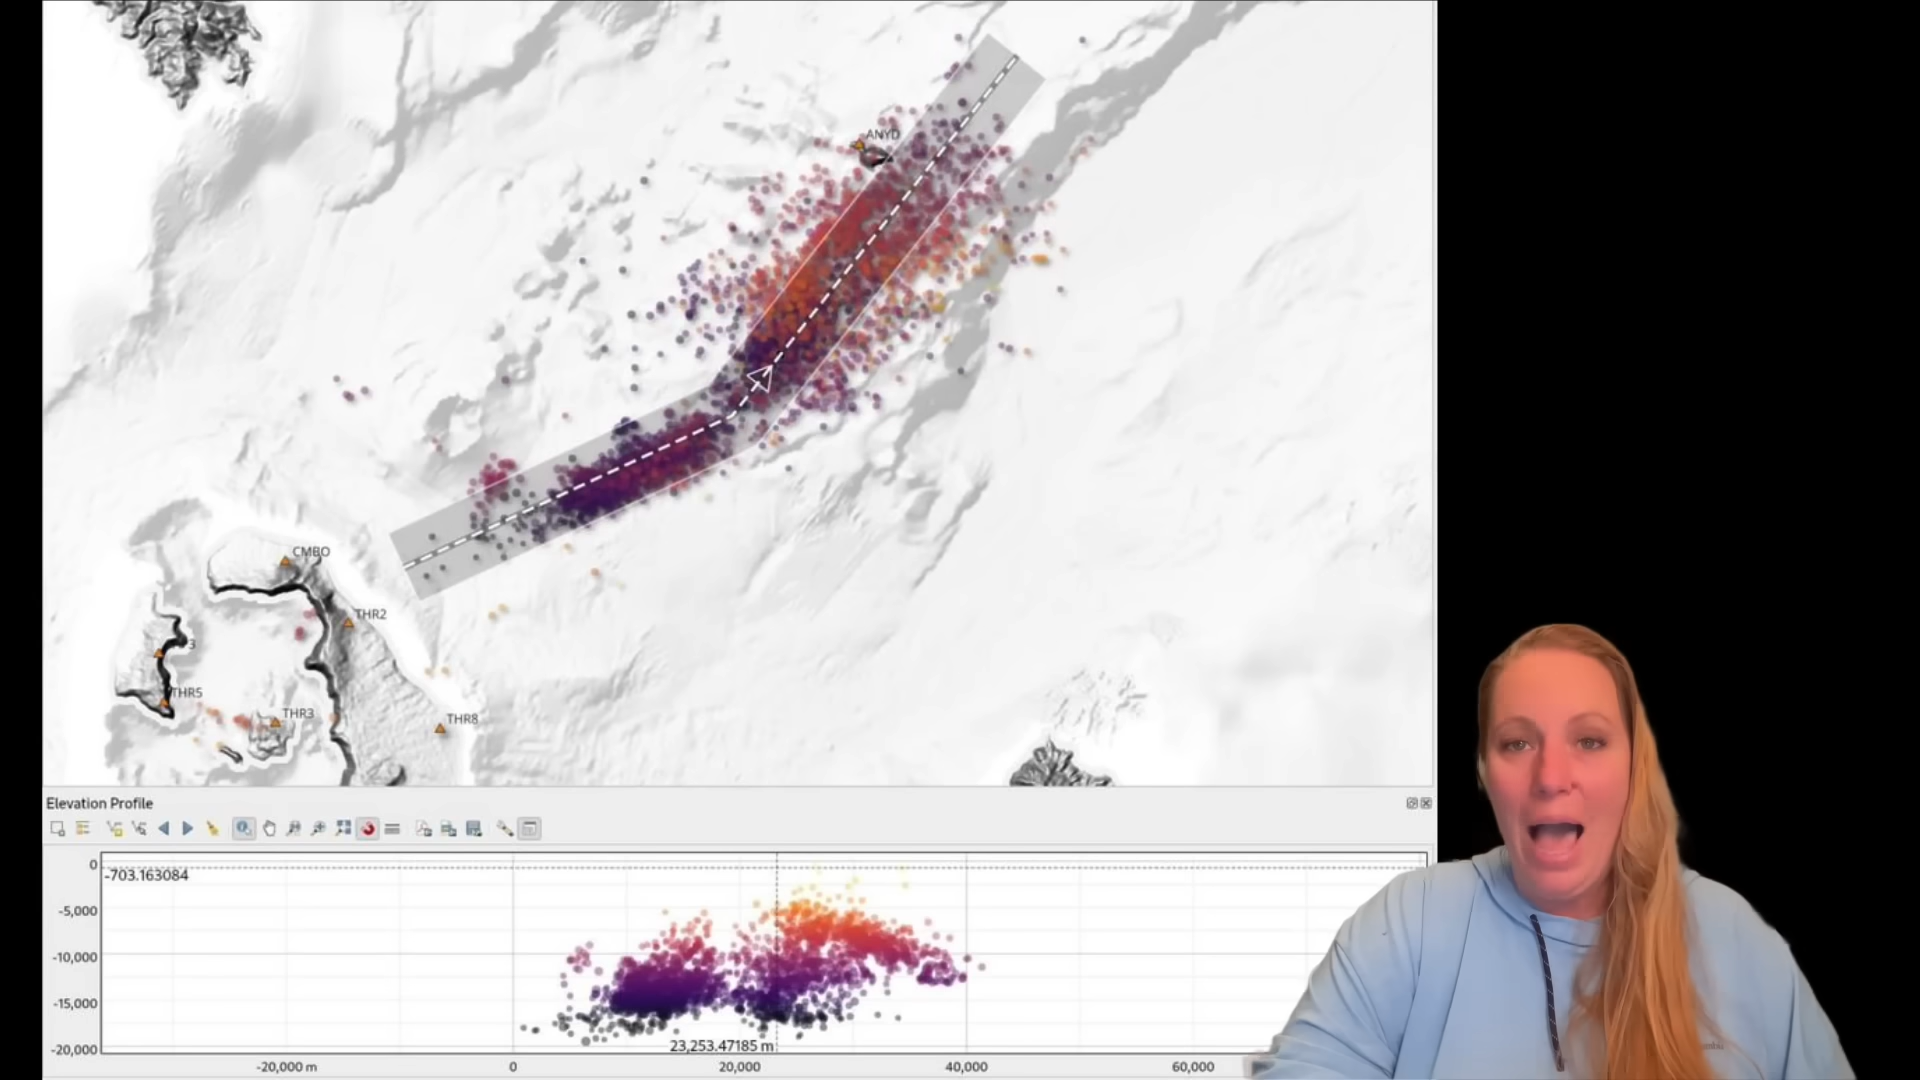 ANYD
CMBO
THR2
3
THR5
THR3
THR8
Elevation Profile
0
-703.163084
-5,000
-10,000
-15,000
-20,000
23,253.47185 m
-20,000 m
0
20,000
40,000
60,000